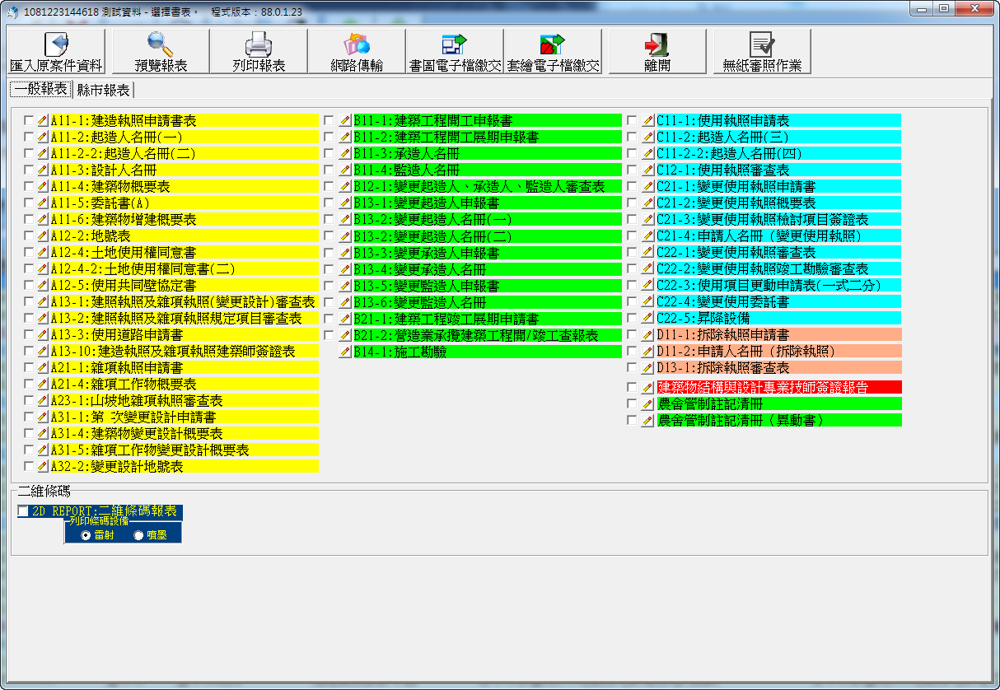 1081223144618 測試資料 - 選擇書表。 程式版本：88.0.1.23
匯入原案件資料
預覽報表
列印報表
網路傳輸
書圖電子檔繳交
套繪電子檔繳交
離開
無紙審照作業
一般報表
縣市報表
A11-1:建造執照申請書表
A11-2:起造人名冊(一)
A11-2-2:起造人名冊(二)
A11-3:設計人名冊
A11-4:建築物概要表
A11-5:委託書(A)
A11-6:建築物增建概要表
A12-2:地號表
A12-4:土地使用權同意書
A12-4-2:土地使用權同意書(二)
A12-5:使用共同壁協定書
A13-1:建照執照及雜項執照(變更設計)審查表
A13-2:建照執照及雜項執照規定項目審查表
A13-3:使用道路申請書
A13-10:建造執照及雜項執照建築師簽證表
A21-1:雜項執照申請書
A21-4:雜項工作物概要表
A23-1:山坡地雜項執照審查表
A31-1:第 次變更設計申請書
A31-4:建築物變更設計概要表
A31-5:雜項工作物變更設計概要表
A32-2:變更設計地號表
B11-1:建築工程開工申報書
B11-2:建築工程開工展期申報書
B11-3:承造人名冊
B11-4:監造人名冊
B12-1:變更起造人、承造人、監造人審查表
B13-1:變更起造人申報書
B13-2:變更起造人名冊(一)
B13-2:變更起造人名冊(二)
B13-3:變更承造人申報書
B13-4:變更承造人名冊
B13-5:變更監造人申報書
B13-6:變更監造人名冊
B21-1:建築工程竣工展期申請書
B21-2:營造業承攬建築工程開/竣工查報表
B14-1:施工勘驗
C11-1:使用執照申請表
C11-2:起造人名冊(三)
C11-2-2:起造人名冊(四)
C12-1:使用執照審查表
C21-1:變更使用執照申請書
C21-2:變更使用執照概要表
C21-3:變更使用執照檢討項目簽證表
C21-4:申請人名冊（變更使用執照）
C22-1:變更使用執照審查表
C22-2:變更使用執照竣工勘驗審查表
C22-3:使用項目更動申請表(一式二分)
C22-4:變更使用委託書
C22-5:昇降設備
D11-1:拆除執照申請書
D11-2:申請人名冊（拆除執照）
D13-1:拆除執照審查表
建築物結構與設計專業技師簽證報告
農舍管制註記清冊
農舍管制註記清冊（異動書）
二維條碼
2D REPORT:二維條碼報表
列印條碼設備
雷射
噴墨